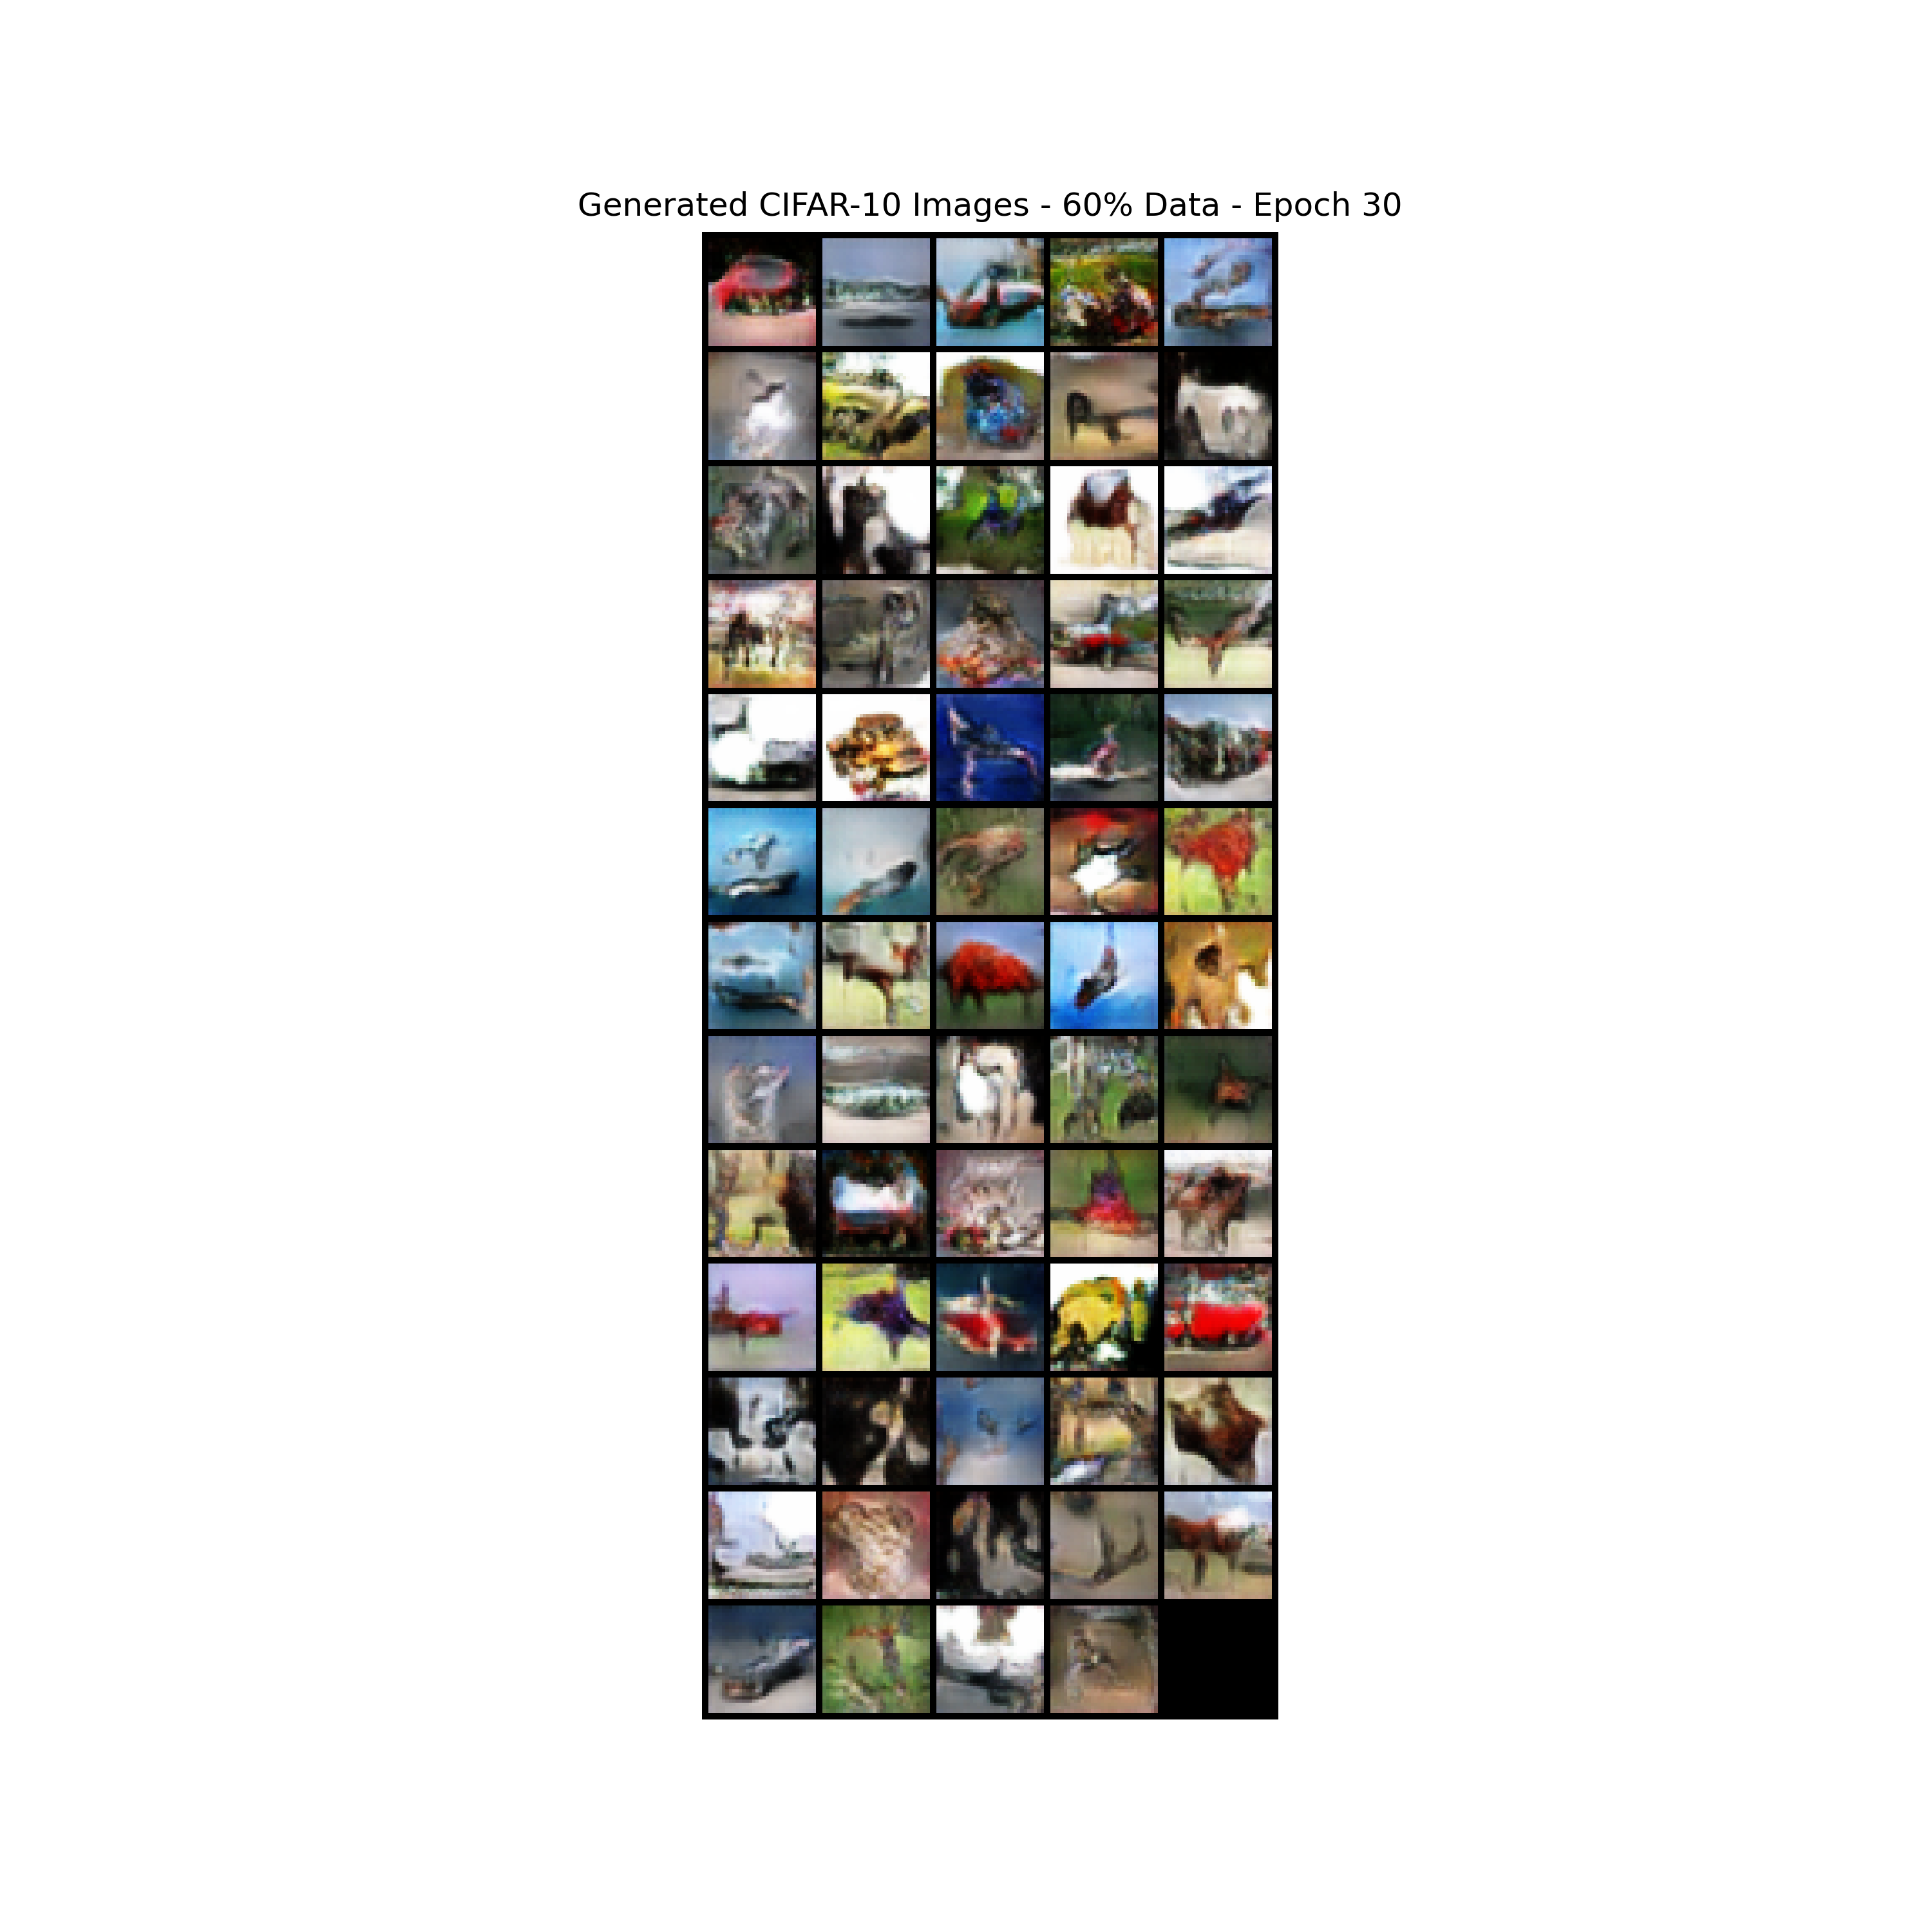 Generated CIFAR-10 Images - 60% Data - Epoch 30